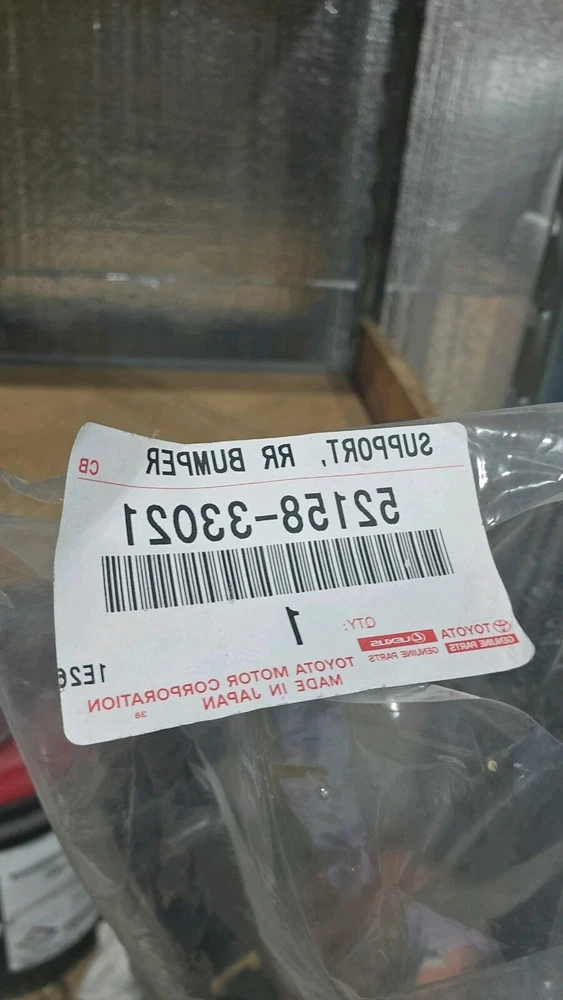 SUPPORT, RR BUMPER CB
52158-33021
QTY: 1
TOYOTA GENUINE PARTS
LEXUS GENUINE PARTS
1E26
TOYOTA MOTOR CORPORATION
MADE IN JAPAN
38